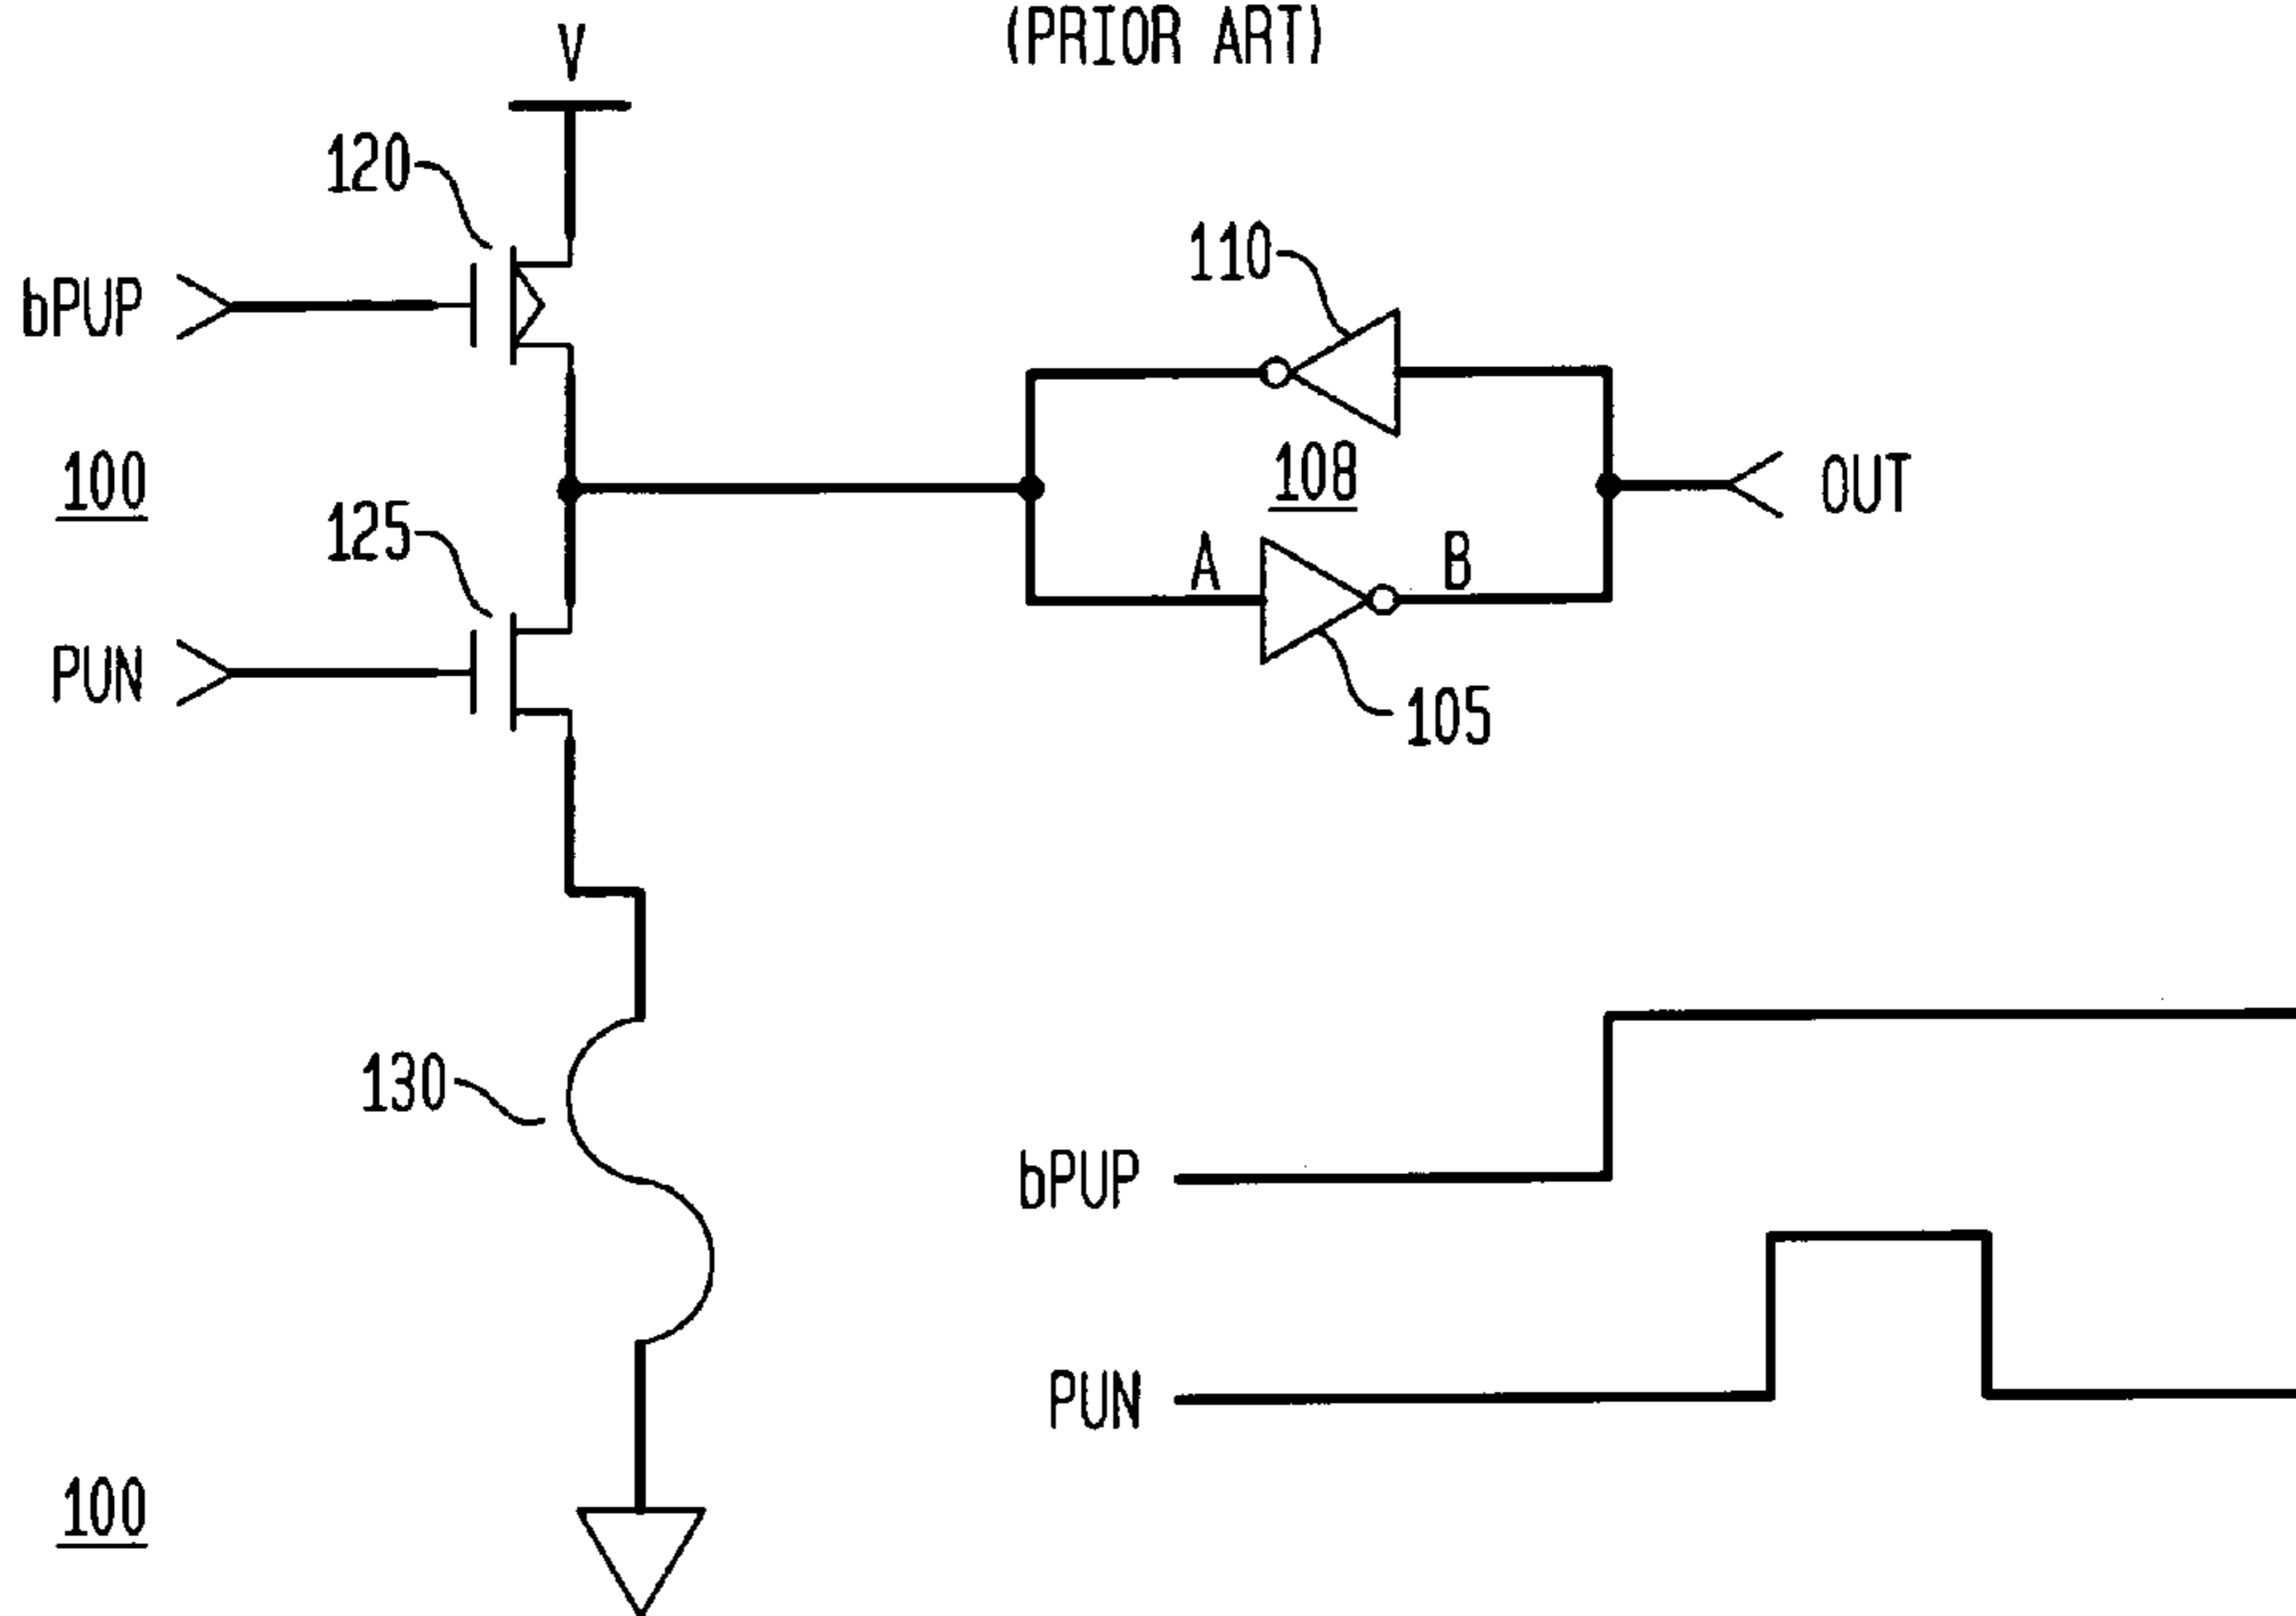 (PRIOR ART)
V
120
110
bPUP
100
108
OUT
125
A
B
PUN
105
130
bPUP
PUN
100